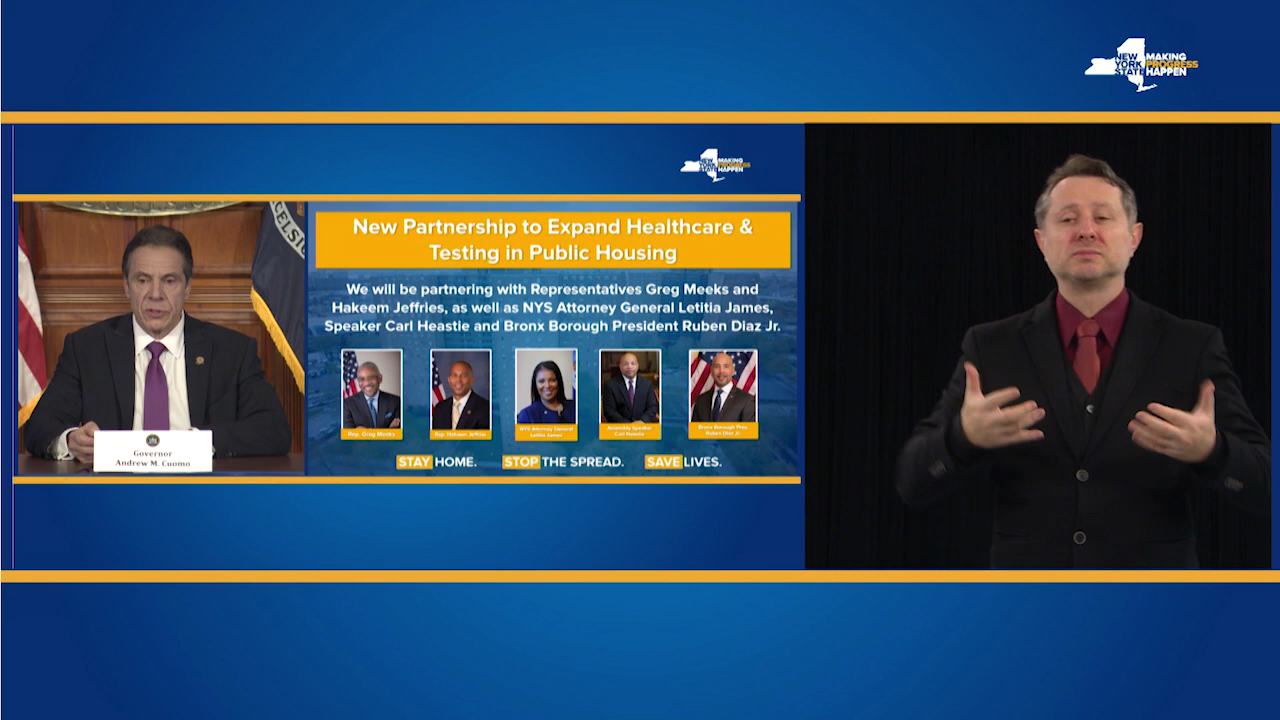 NEW YORK STATE
MAKING PROGRESS HAPPEN
NEW YORK STATE
MAKING PROGRESS HAPPEN
CELSIOR
New Partnership to Expand Healthcare &
Testing in Public Housing
We will be partnering with Representatives Greg Meeks and
Hakeem Jeffries, as well as NYS Attorney General Letitia James,
Speaker Carl Heastie and Bronx Borough President Ruben Diaz Jr.
Rep. Greg Meeks
Rep. Hakeem Jeffries
NYS Attorney General
Letitia James
Assembly Speaker
Carl Heastie
Bronx Borough Pres.
Ruben Diaz Jr.
STAY HOME. STOP THE SPREAD. SAVE LIVES.
Governor
Andrew M. Cuomo